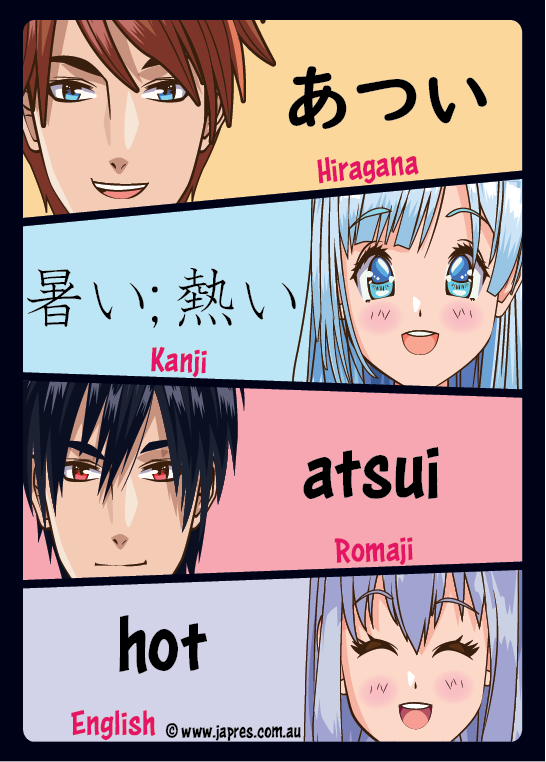 あつい
Hiragana
暑い; 熱い
Kanji
atsui
Romaji
hot
English © www.japres.com.au